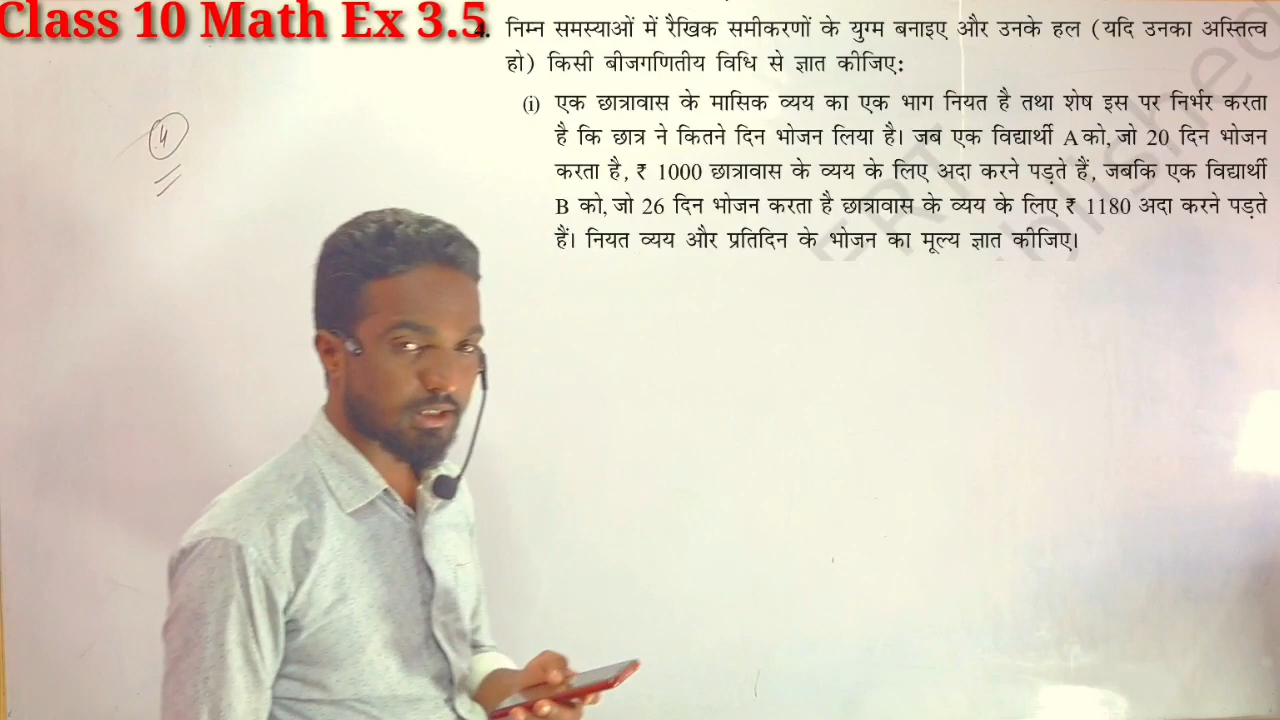 Class 10 Math Ex 3.5
4. निम्न समस्याओं में रैखिक समीकरणों के युग्म बनाइए और उनके हल (यदि उनका अस्तित्व
हो) किसी बीजगणितीय विधि से ज्ञात कीजिए:
(i) एक छात्रावास के मासिक व्यय का एक भाग नियत है तथा शेष इस पर निर्भर करता
है कि छात्र ने कितने दिन भोजन लिया है। जब एक विद्यार्थी A को, जो 20 दिन भोजन
करता है, ₹ 1000 छात्रावास के व्यय के लिए अदा करने पड़ते हैं, जबकि एक विद्यार्थी
B को, जो 26 दिन भोजन करता है छात्रावास के व्यय के लिए ₹ 1180 अदा करने पड़ते
हैं। नियत व्यय और प्रतिदिन के भोजन का मूल्य ज्ञात कीजिए।
4